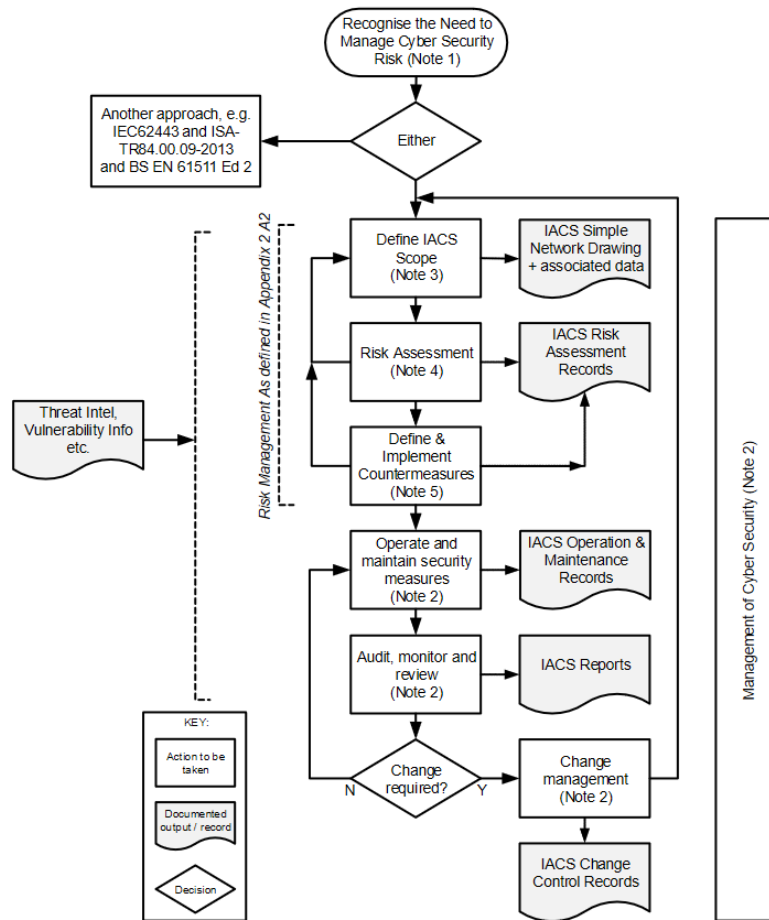 Recognise the Need to
Manage Cyber Security
Risk (Note 1)
Another approach, e.g.
IEC62443 and ISA-
TR84.00.09-2013
and BS EN 61511 Ed 2
Either
Risk Management As defined in Appendix 2 A2
Define IACS
Scope
(Note 3)
IACS Simple
Network Drawing
+ associated data
Risk Assessment
(Note 4)
IACS Risk
Assessment
Records
Threat Intel,
Vulnerability Info
etc.
Define &
Implement
Countermeasures
(Note 5)
Operate and
maintain security
measures
(Note 2)
IACS Operation &
Maintenance
Records
Audit, monitor and
review
(Note 2)
IACS Reports
Change
required?
N
Y
Change
management
(Note 2)
IACS Change
Control Records
Management of Cyber Security (Note 2)
KEY:
Action to be
taken
Documented
output / record
Decision